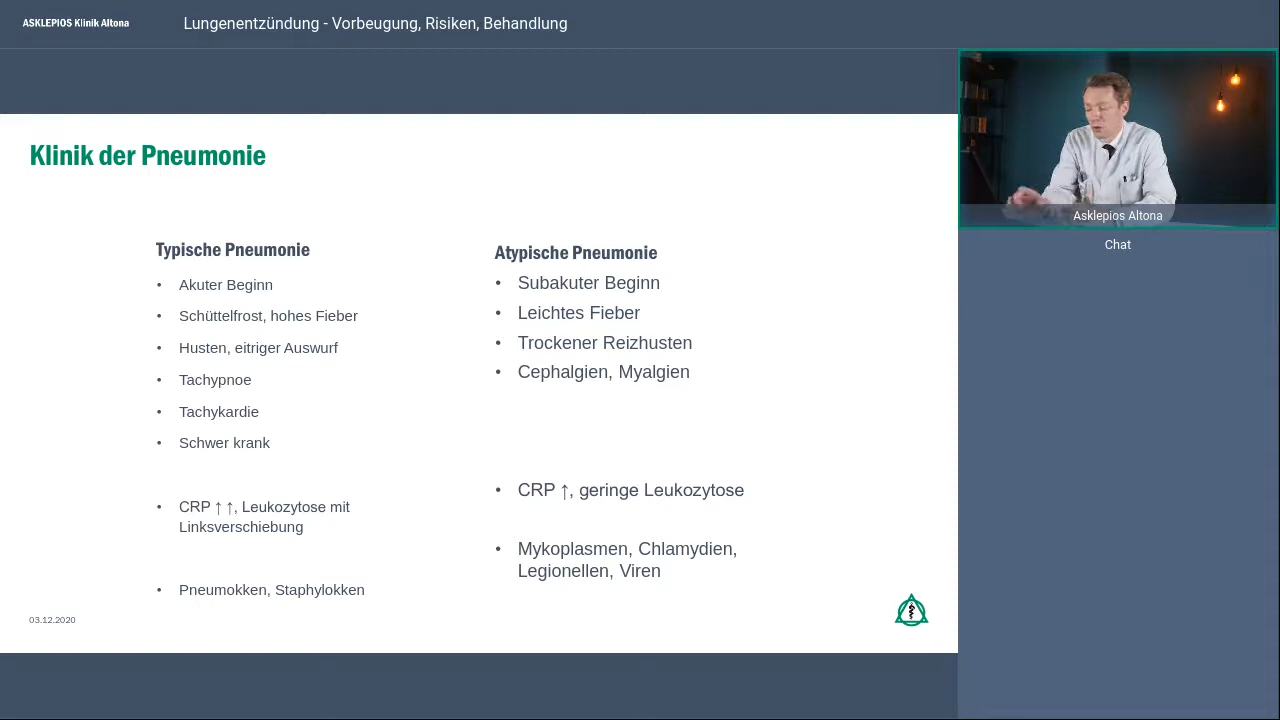 ASKLEPIOS Klinik Altona
Lungenentzündung - Vorbeugung, Risiken, Behandlung
Klinik der Pneumonie
Typische Pneumonie
• Akuter Beginn
• Schüttelfrost, hohes Fieber
• Husten, eitriger Auswurf
• Tachypnoe
• Tachykardie
• Schwer krank
• CRP ↑ ↑, Leukozytose mit
Linksverschiebung
• Pneumokken, Staphylokken
Atypische Pneumonie
• Subakuter Beginn
• Leichtes Fieber
• Trockener Reizhusten
• Cephalgien, Myalgien
• CRP ↑, geringe Leukozytose
• Mykoplasmen, Chlamydien,
Legionellen, Viren
03.12.2020
Asklepios Altona
Chat